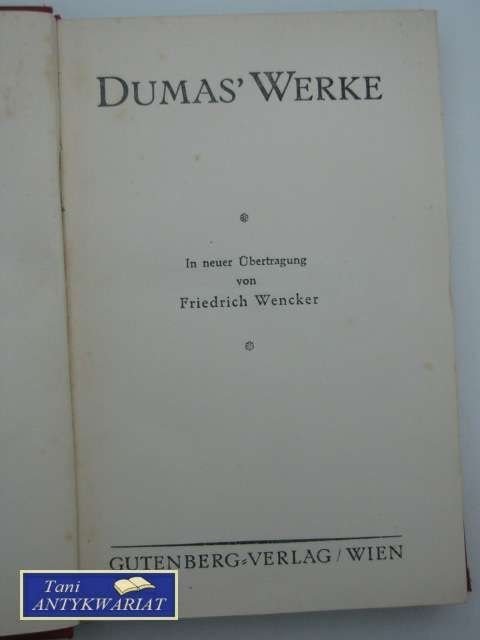 DUMAS' WERKE
In neuer Übertragung
von
Friedrich Wencker
GUTENBERG=VERLAG / WIEN
Tani
ANTYKWARIAT